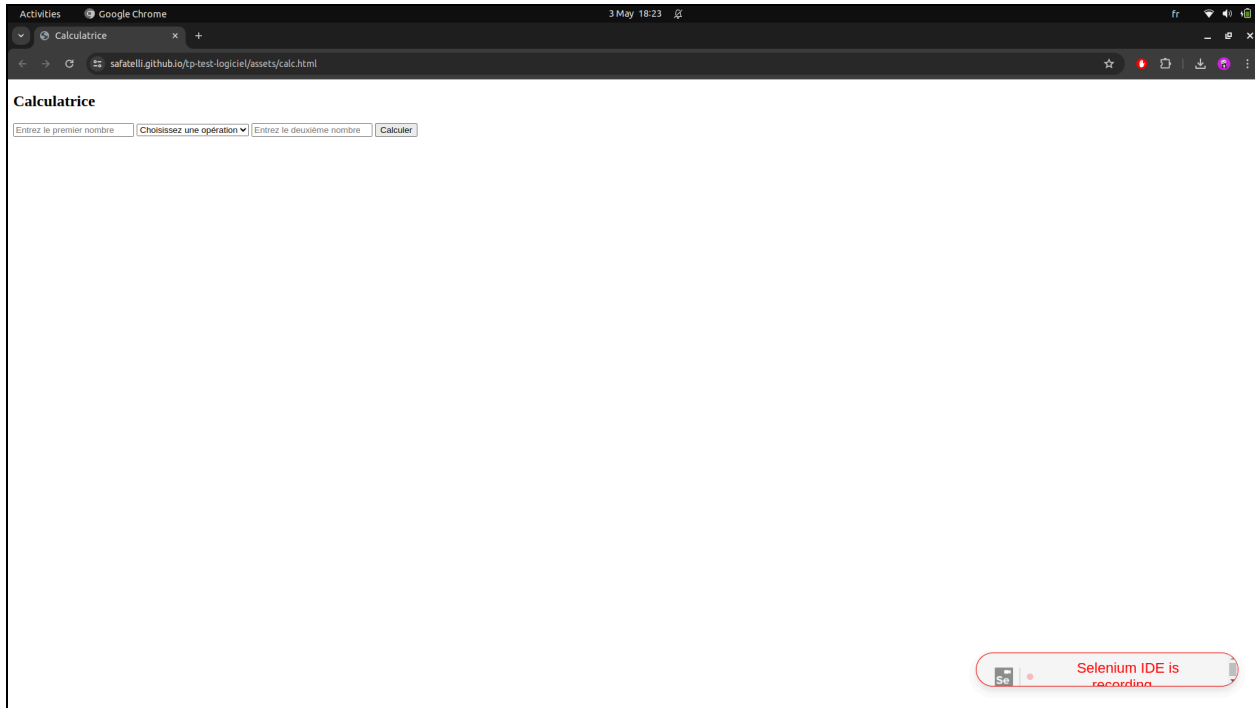 Activities Google Chrome 3 May 18:23 fr
Calculatrice × +
safatelli.github.io/tp-test-logiciel/assets/calc.html
Calculatrice
Entrez le premier nombre Choisissez une opération Entrez le deuxième nombre Calculer
Selenium IDE is
Se recording